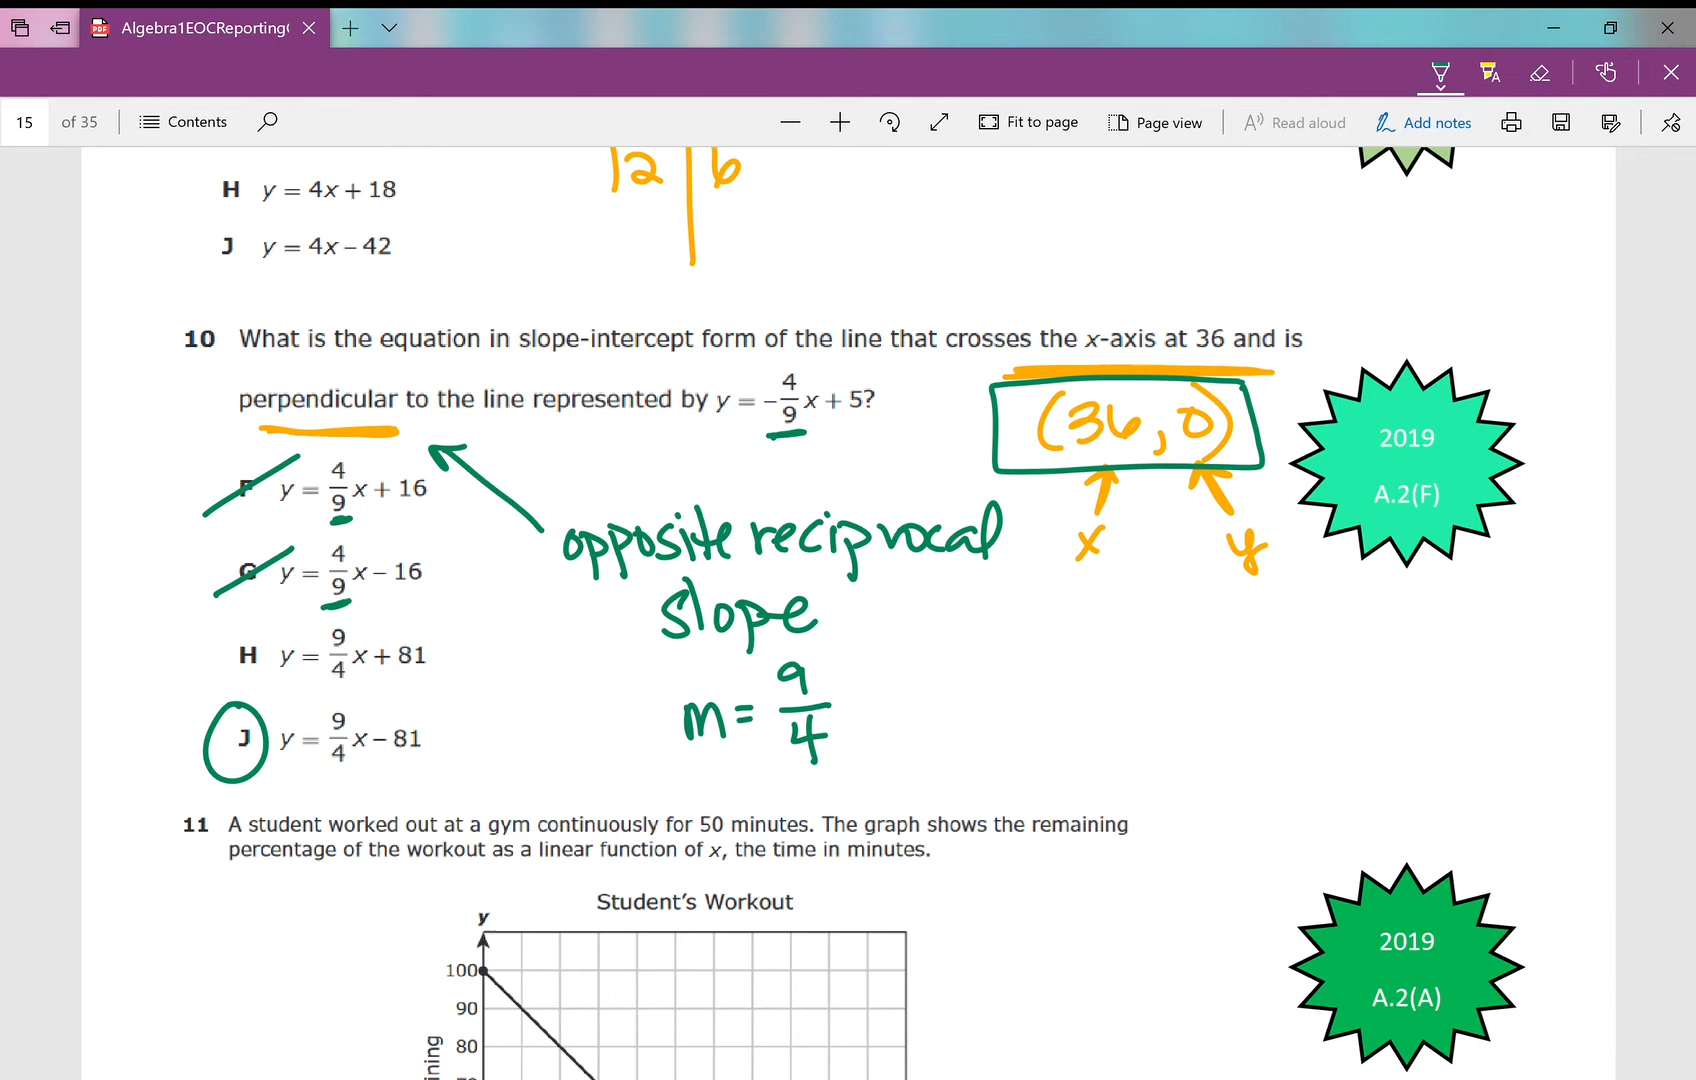 Algebra1EOCReporting(
15 of 35 Contents Fit to page Page view Read aloud Add notes
12 6
H y = 4x + 18
J y = 4x – 42
10 What is the equation in slope-intercept form of the line that crosses the x-axis at 36 and is
perpendicular to the line represented by y = –4/9x + 5?
(36, 0)
x y
2019
A.2(F)
F y = 4/9x + 16
G y = 4/9x – 16
H y = 9/4x + 81
J y = 9/4x – 81
opposite reciprocal
slope
m = 9/4
11 A student worked out at a gym continuously for 50 minutes. The graph shows the remaining
percentage of the workout as a linear function of x, the time in minutes.
Student's Workout
y
100
90
80
2019
A.2(A)